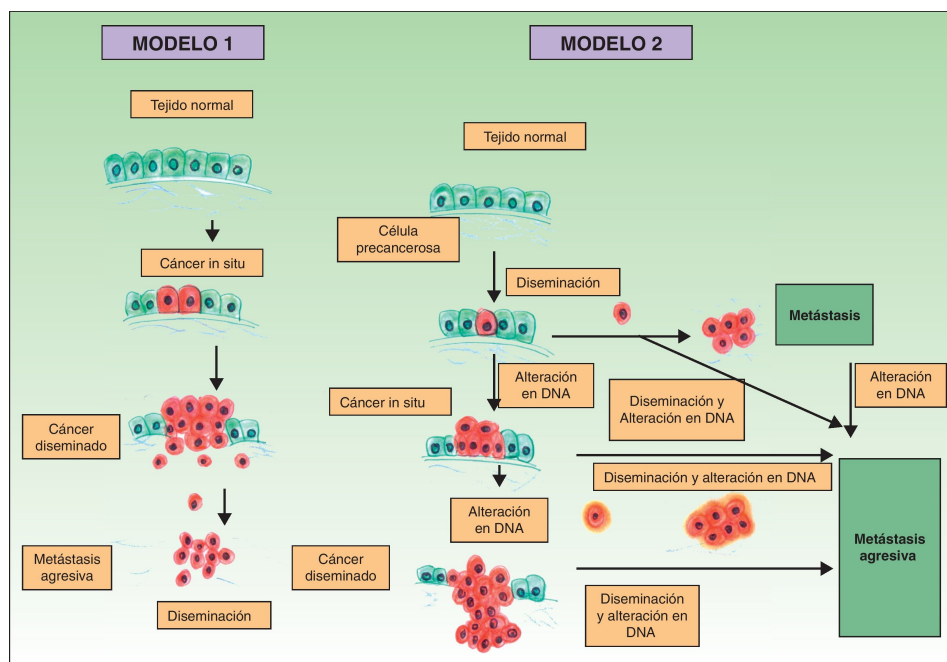 MODELO 1
Tejido normal
Cáncer in situ
Cáncer
diseminado
Metástasis
agresiva
Diseminación
MODELO 2
Tejido normal
Célula
precancerosa
Diseminación
Metástasis
Alteración
en DNA
Cáncer in situ
Diseminación y
Alteración en DNA
Alteración
en DNA
Diseminación y alteración en DNA
Alteración
en DNA
Cáncer
diseminado
Diseminación
y alteración en
DNA
Metástasis
agresiva